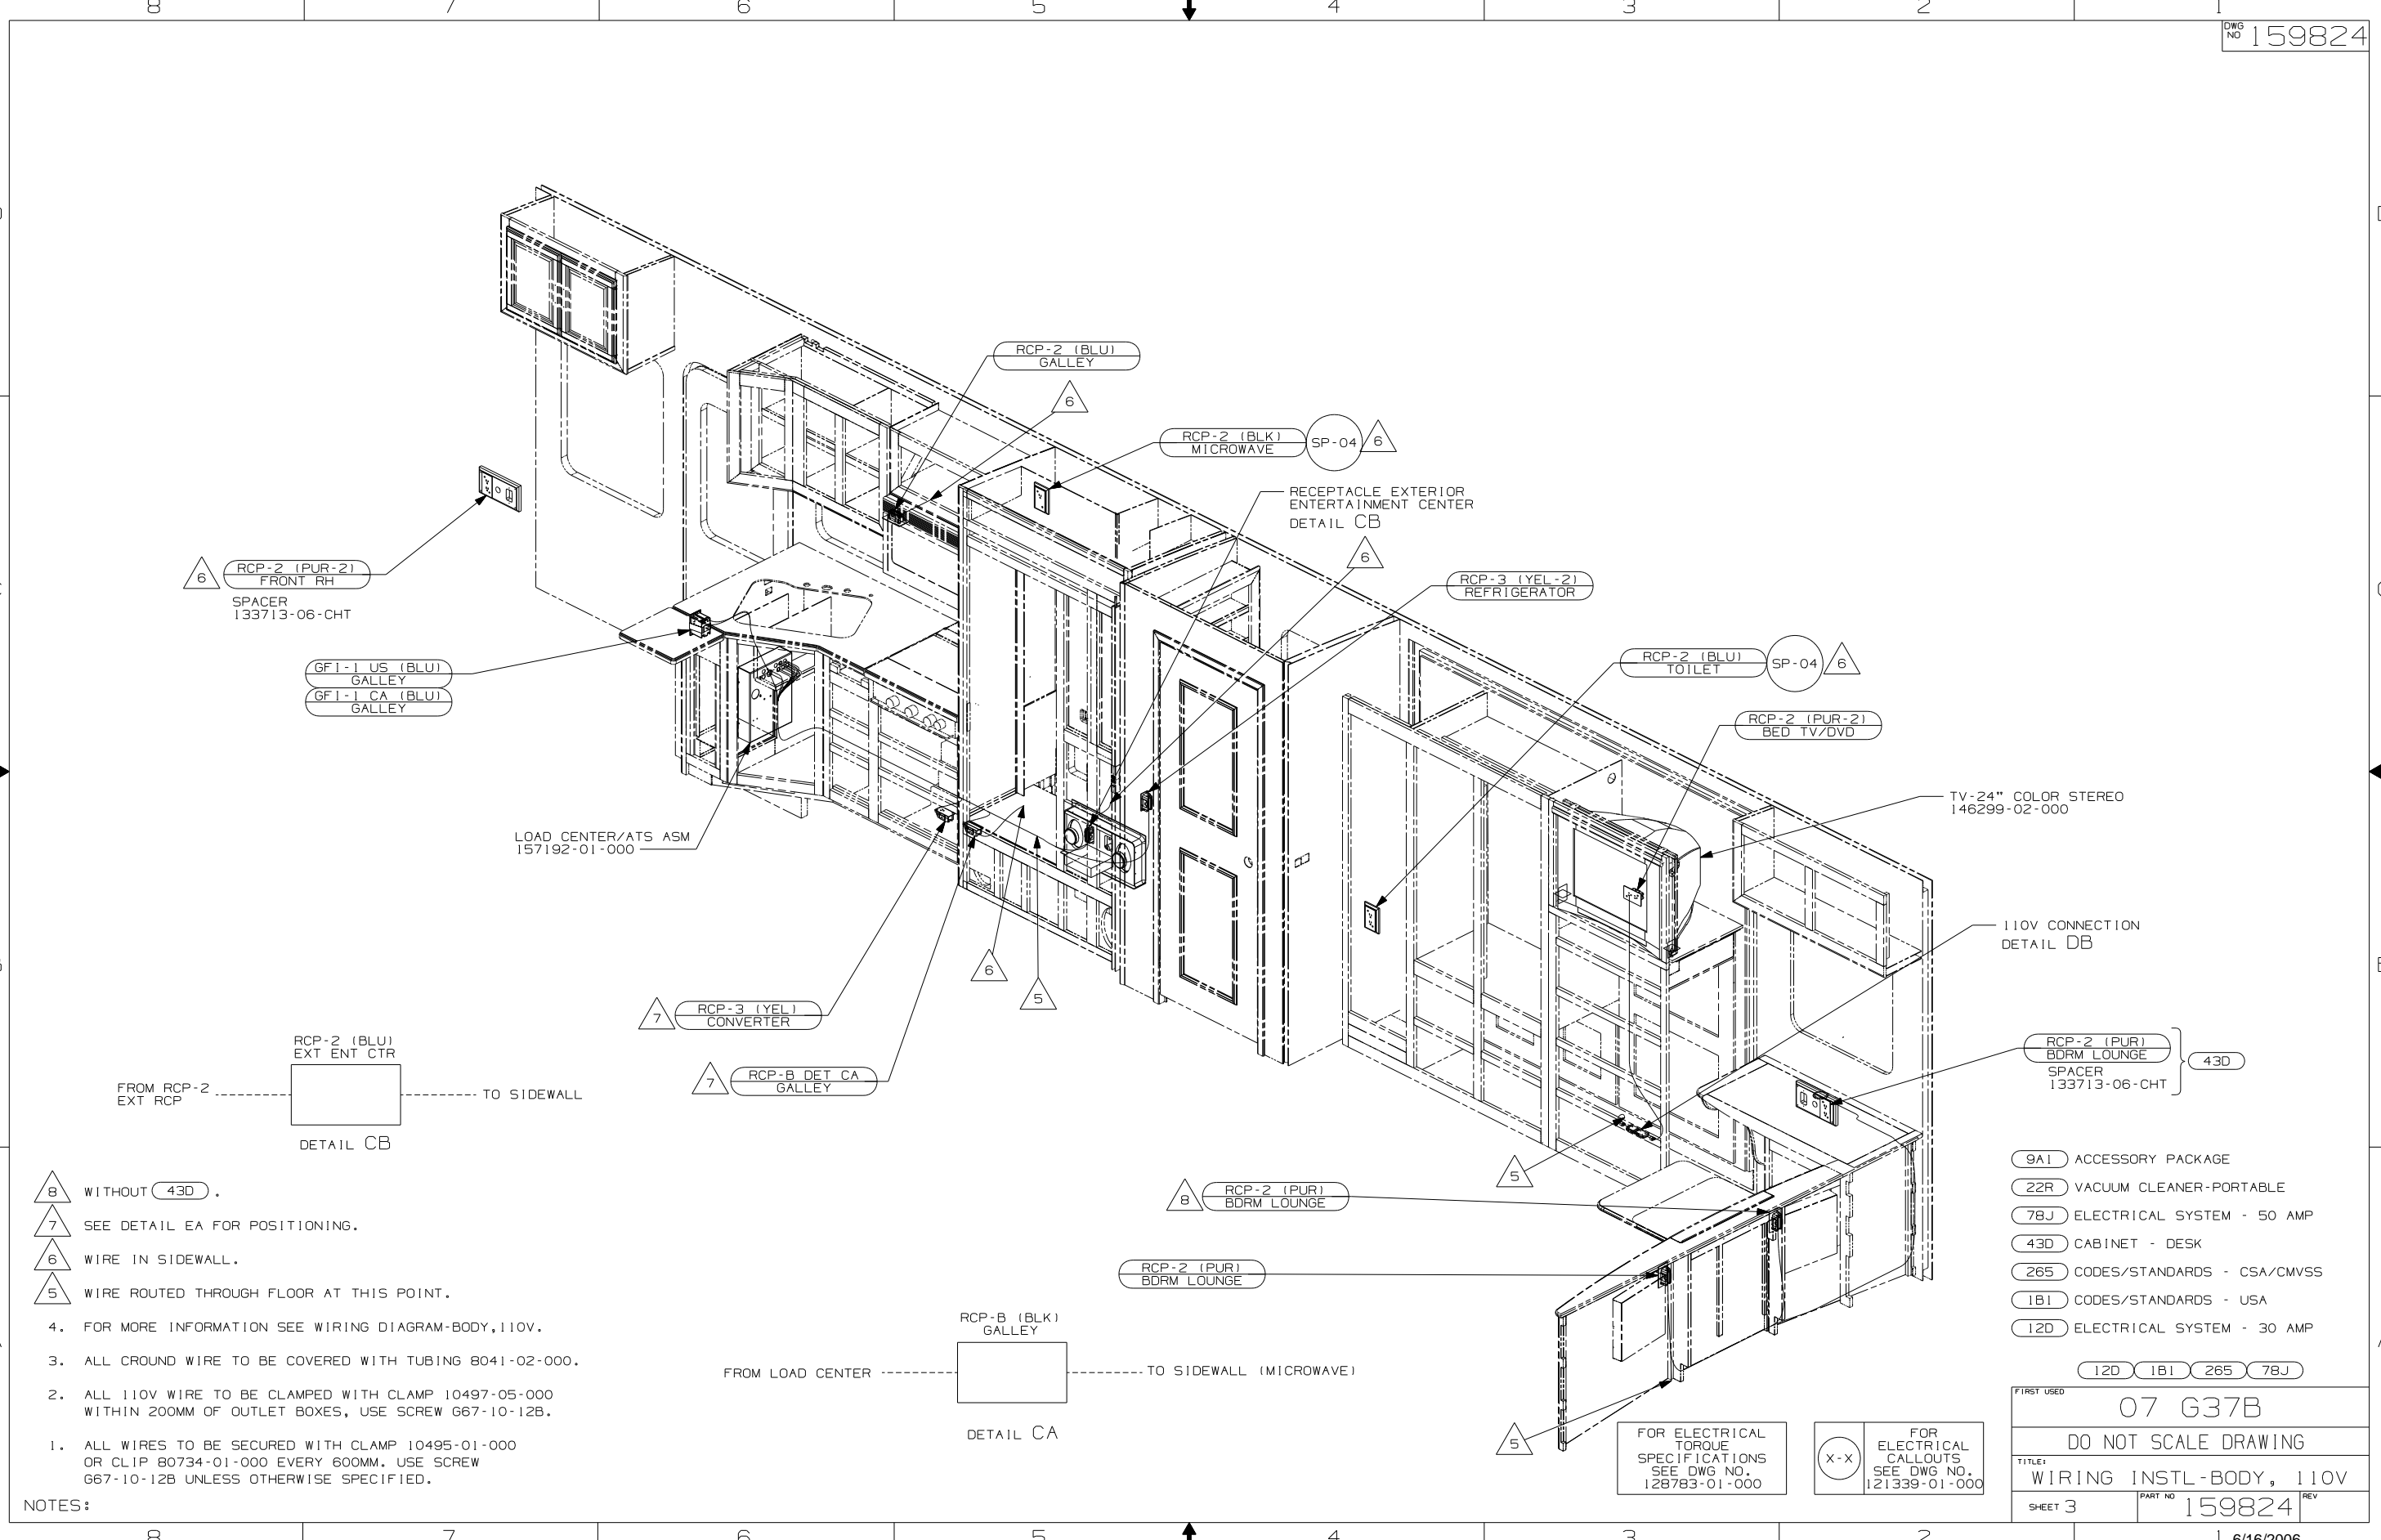 8 7 6 5 4 3 2 1
DWG NO 159824
D
RCP-2 (BLU)
GALLEY
6
RCP-2 (BLK)
MICROWAVE
SP-04
6
RECEPTACLE EXTERIOR
ENTERTAINMENT CENTER
DETAIL CB
6
6
RCP-2 (PUR-2)
FRONT RH
SPACER
133713-06-CHT
RCP-3 (YEL-2)
REFRIGERATOR
GFI-1 US (BLU)
GALLEY
GFI-1 CA (BLU)
GALLEY
RCP-2 (BLU)
TOILET
SP-04
6
RCP-2 (PUR-2)
BED TV/DVD
TV-24" COLOR STEREO
146299-02-000
LOAD CENTER/ATS ASM
157192-01-000
110V CONNECTION
DETAIL DB
6
5
7
RCP-3 (YEL)
CONVERTER
7
RCP-B DET CA
GALLEY
RCP-2 (PUR)
BDRM LOUNGE
SPACER
133713-06-CHT
43D
RCP-2 (BLU)
EXT ENT CTR
FROM RCP-2
EXT RCP
TO SIDEWALL
DETAIL CB
5
8
RCP-2 (PUR)
BDRM LOUNGE
RCP-2 (PUR)
BDRM LOUNGE
5
8 WITHOUT 43D .
7 SEE DETAIL EA FOR POSITIONING.
6 WIRE IN SIDEWALL.
5 WIRE ROUTED THROUGH FLOOR AT THIS POINT.
4. FOR MORE INFORMATION SEE WIRING DIAGRAM-BODY,110V.
3. ALL CROUND WIRE TO BE COVERED WITH TUBING 8041-02-000.
2. ALL 110V WIRE TO BE CLAMPED WITH CLAMP 10497-05-000
WITHIN 200MM OF OUTLET BOXES, USE SCREW G67-10-12B.
1. ALL WIRES TO BE SECURED WITH CLAMP 10495-01-000
OR CLIP 80734-01-000 EVERY 600MM. USE SCREW
G67-10-12B UNLESS OTHERWISE SPECIFIED.
NOTES:
RCP-B (BLK)
GALLEY
FROM LOAD CENTER
TO SIDEWALL (MICROWAVE)
DETAIL CA
9A1 ACCESSORY PACKAGE
22R VACUUM CLEANER-PORTABLE
78J ELECTRICAL SYSTEM - 50 AMP
43D CABINET - DESK
265 CODES/STANDARDS - CSA/CMVSS
1B1 CODES/STANDARDS - USA
12D ELECTRICAL SYSTEM - 30 AMP
12D 1B1 265 78J
FOR ELECTRICAL
TORQUE
SPECIFICATIONS
SEE DWG NO.
128783-01-000
X-X
FOR
ELECTRICAL
CALLOUTS
SEE DWG NO.
121339-01-000
FIRST USED
07 G37B
DO NOT SCALE DRAWING
TITLE:
WIRING INSTL-BODY, 110V
SHEET 3
PART NO 159824
REV
8 7 6 5 4 3 2 1
6/16/2006